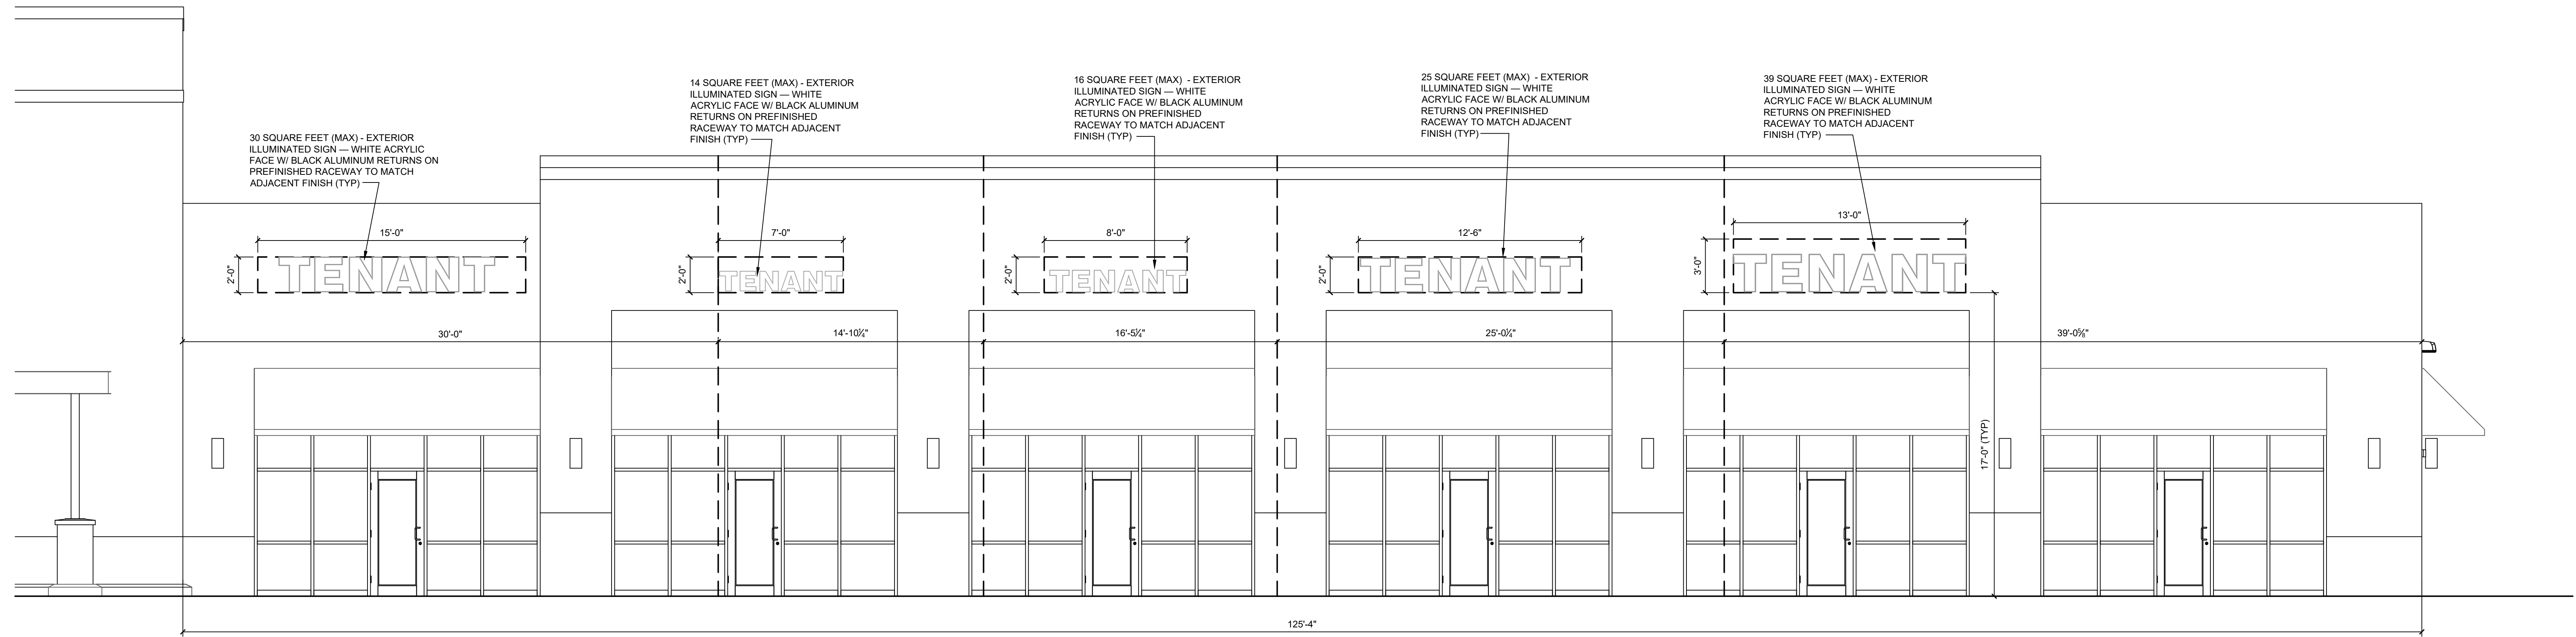 14 SQUARE FEET (MAX) - EXTERIOR
ILLUMINATED SIGN — WHITE
ACRYLIC FACE W/ BLACK ALUMINUM
RETURNS ON PREFINISHED
RACEWAY TO MATCH ADJACENT
FINISH (TYP)
16 SQUARE FEET (MAX) - EXTERIOR
ILLUMINATED SIGN — WHITE
ACRYLIC FACE W/ BLACK ALUMINUM
RETURNS ON PREFINISHED
RACEWAY TO MATCH ADJACENT
FINISH (TYP)
25 SQUARE FEET (MAX) - EXTERIOR
ILLUMINATED SIGN — WHITE
ACRYLIC FACE W/ BLACK ALUMINUM
RETURNS ON PREFINISHED
RACEWAY TO MATCH ADJACENT
FINISH (TYP)
39 SQUARE FEET (MAX) - EXTERIOR
ILLUMINATED SIGN — WHITE
ACRYLIC FACE W/ BLACK ALUMINUM
RETURNS ON PREFINISHED
RACEWAY TO MATCH ADJACENT
FINISH (TYP)
30 SQUARE FEET (MAX) - EXTERIOR
ILLUMINATED SIGN — WHITE ACRYLIC
FACE W/ BLACK ALUMINUM RETURNS ON
PREFINISHED RACEWAY TO MATCH
ADJACENT FINISH (TYP)
15'-0"
7'-0"
8'-0"
12'-6"
13'-0"
2'-0"
TENANT
2'-0"
TENANT
2'-0"
TENANT
2'-0"
TENANT
3'-0"
TENANT
30'-0"
14'-10¼"
16'-5¼"
25'-0¼"
39'-0⅝"
17'-0" (TYP)
125'-4"